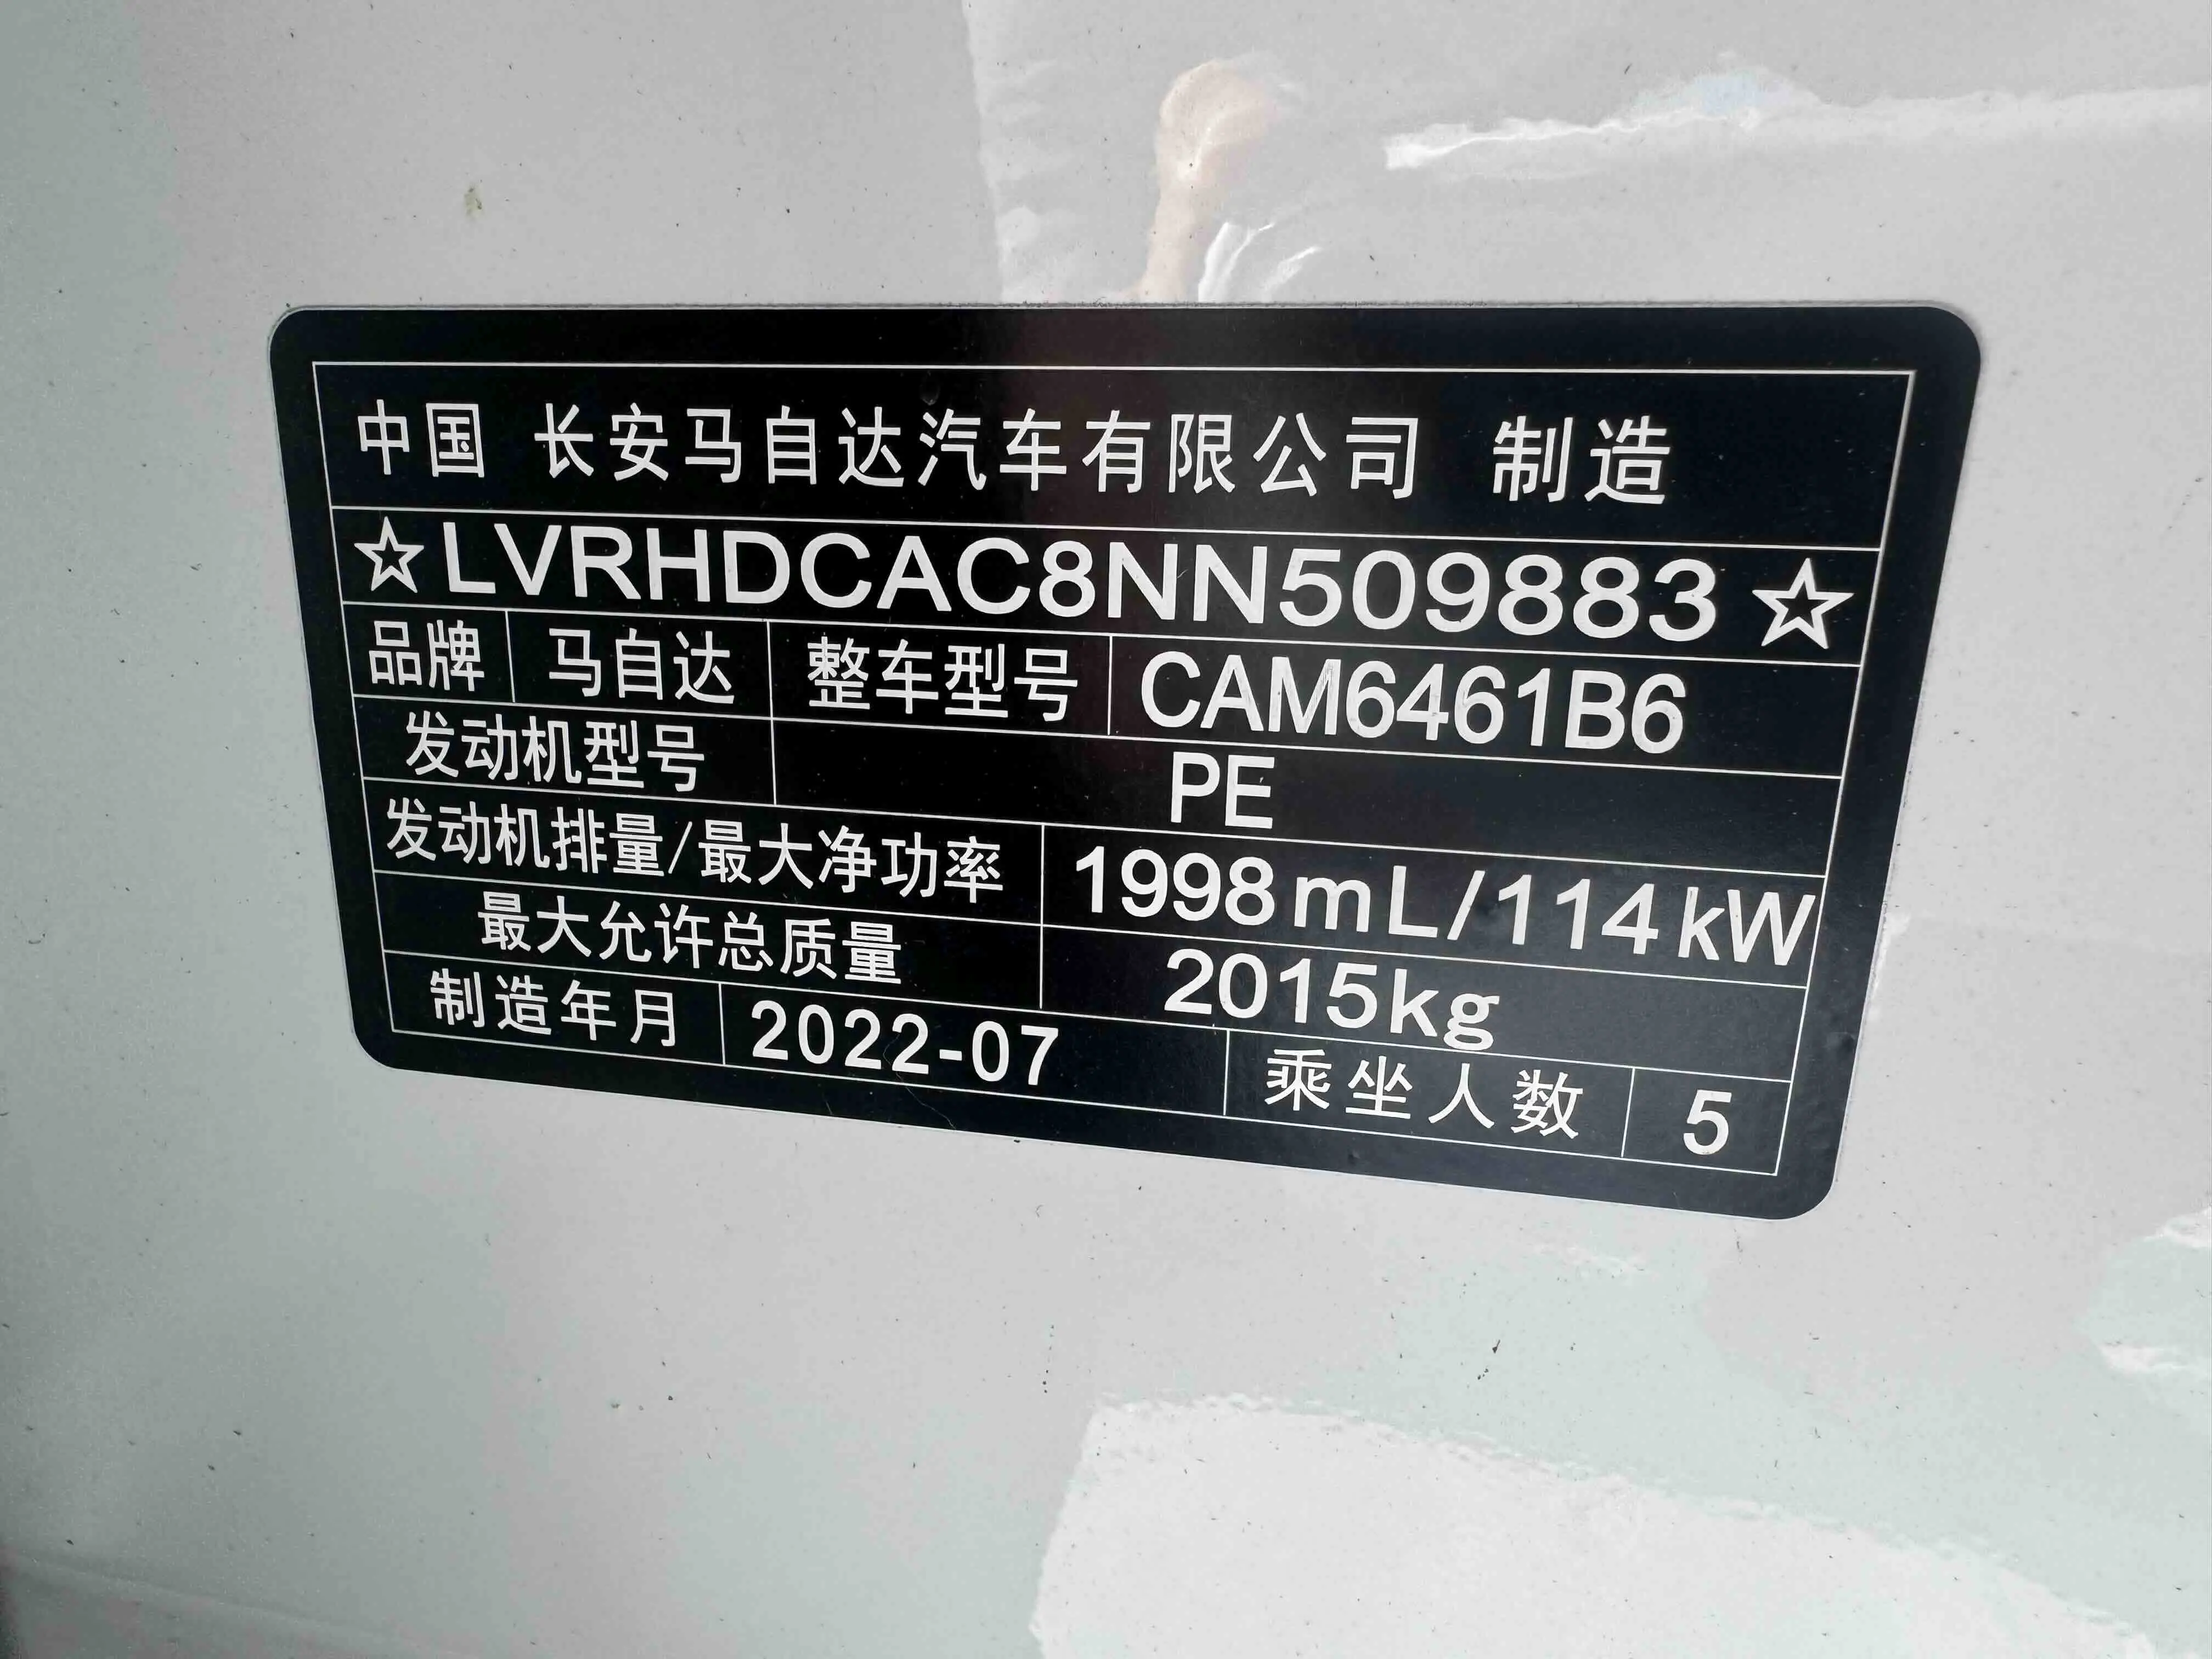 中国 长安马自达汽车有限公司 制造
☆LVRHDCAC8NN509883☆
品牌 马自达 整车型号 CAM6461B6
发动机型号 PE
发动机排量/最大净功率 1998mL/114kW
最大允许总质量 2015kg
制造年月 2022-07 乘坐人数 5